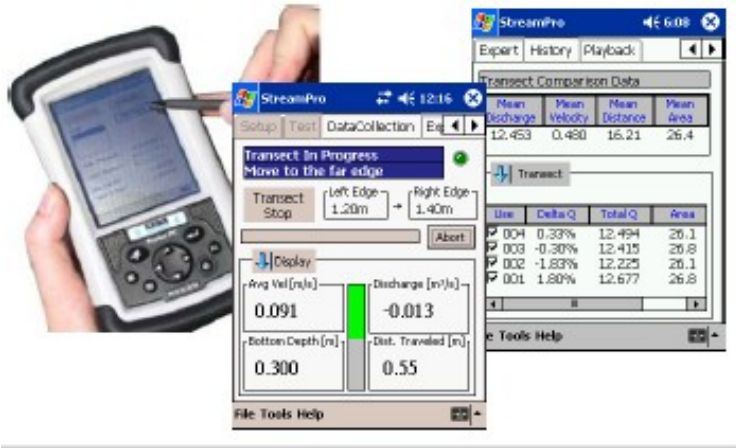 StreamPro 12:16
Setup Test DataCollection
Transect In Progress
Move to the far edge
Transect Stop
Left Edge
1.20m
Right Edge
1.40m
Abort
Display
Avg Vel [m/s]
0.091
Discharge [m³/s]
-0.013
Bottom Depth [m]
0.300
Dist. Traveled [m]
0.55
File Tools Help
StreamPro 6:08
Expert History Playback
Transect Comparison Data
Mean Discharge Mean Velocity Mean Distance Mean Area
12.453 0.480 16.21 26.4
Transect
Use Delta Q Total Q Area
004 0.33% 12.494 26.1
003 -0.30% 12.415 26.8
002 -1.83% 12.225 26.1
001 1.80% 12.677 26.8
Tools Help